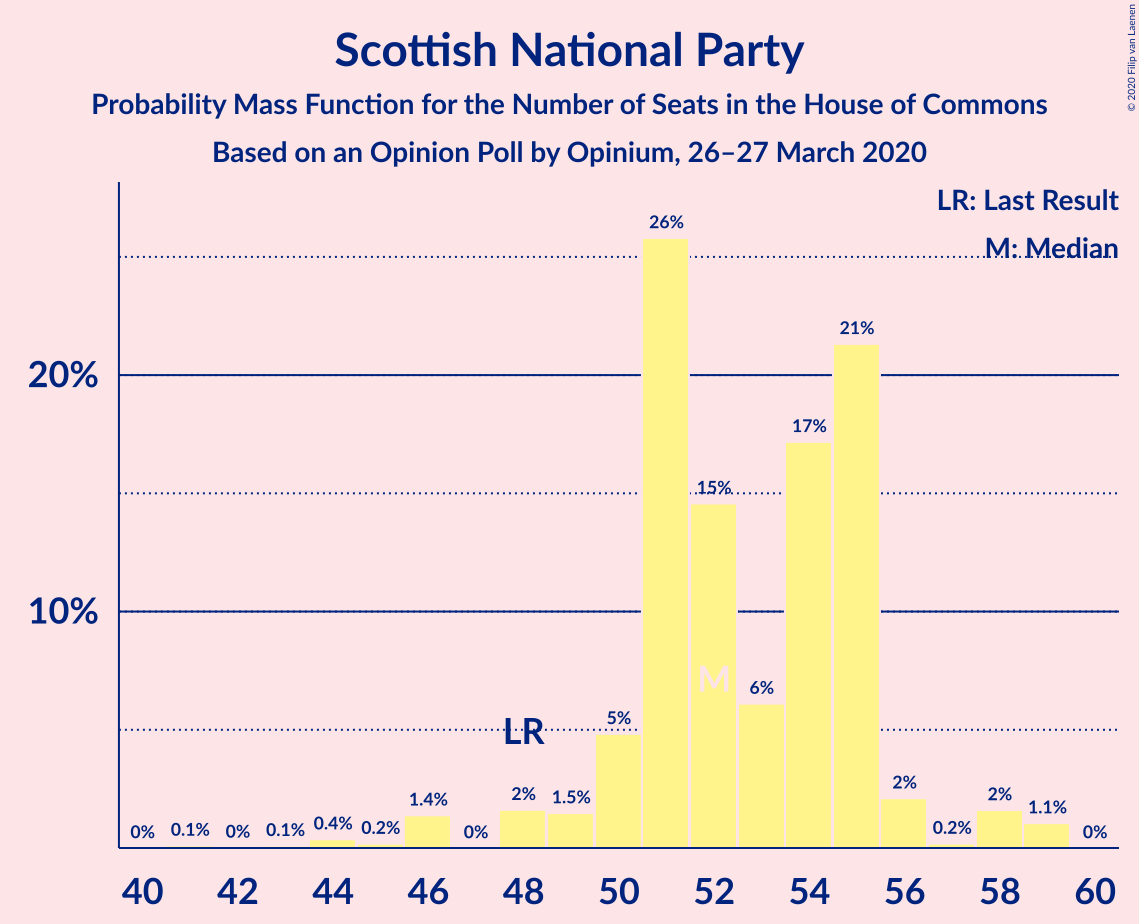 Scottish National Party
Probability Mass Function for the Number of Seats in the House of Commons
Based on an Opinion Poll by Opinium, 26–27 March 2020
© 2020 Filip van Laenen
LR: Last Result
M: Median
26%
21%
20%
17%
15%
10%
M
6%
LR
5%
0%
0.1%
0%
0.1%
0.4%
0.2%
1.4%
0%
2%
1.5%
2%
0.2%
2%
1.1%
0%
40 42 44 46 48 50 52 54 56 58 60